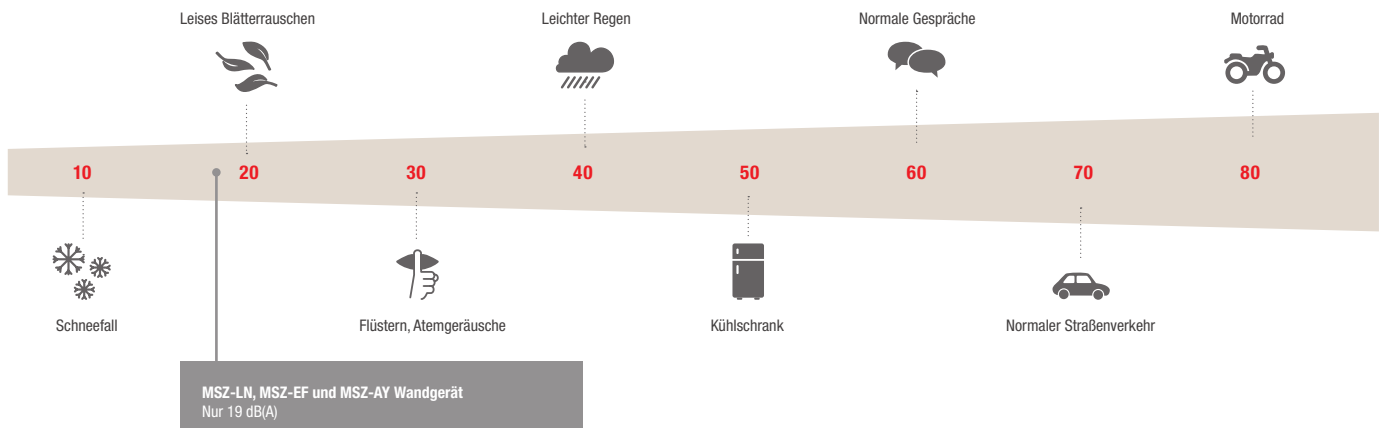 Leises Blätterrauschen
Leichter Regen
Normale Gespräche
Motorrad
10
20
30
40
50
60
70
80
Schneefall
Flüstern, Atemgeräusche
Kühlschrank
Normaler Straßenverkehr
MSZ-LN, MSZ-EF und MSZ-AY Wandgerät
Nur 19 dB(A)